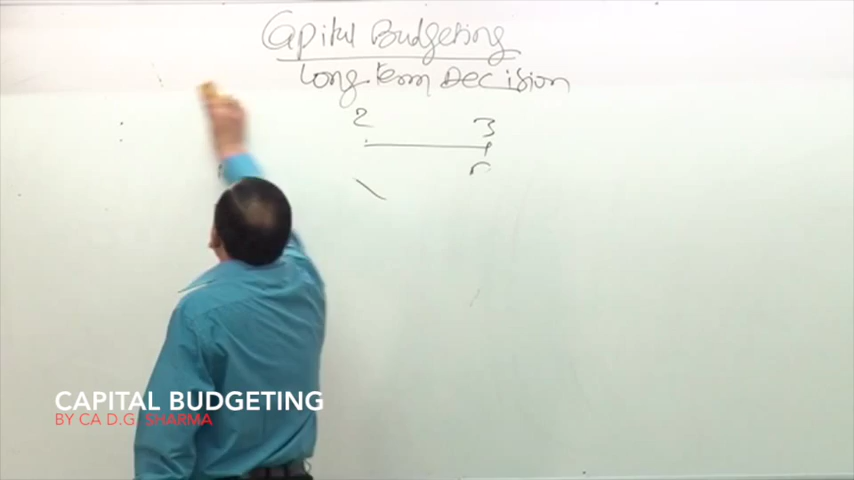 Capital Budgeting
Long Term Decision
2 3
CAPITAL BUDGETING
BY CA D.G. SHARMA